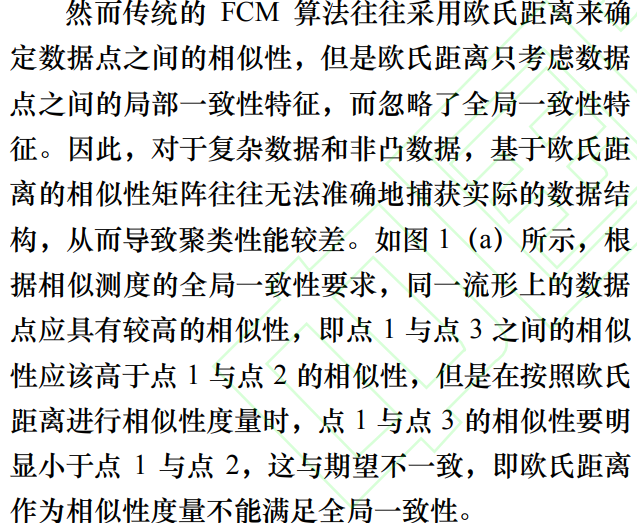 然而传统的 FCM 算法往往采用欧氏距离来确
定数据点之间的相似性，但是欧氏距离只考虑数据
点之间的局部一致性特征，而忽略了全局一致性特
征。因此，对于复杂数据和非凸数据，基于欧氏距
离的相似性矩阵往往无法准确地捕获实际的数据结
构，从而导致聚类性能较差。如图 1（a）所示，根
据相似测度的全局一致性要求，同一流形上的数据
点应具有较高的相似性，即点 1 与点 3 之间的相似
性应该高于点 1 与点 2 的相似性，但是在按照欧氏
距离进行相似性度量时，点 1 与点 3 的相似性要明
显小于点 1 与点 2，这与期望不一致，即欧氏距离
作为相似性度量不能满足全局一致性。